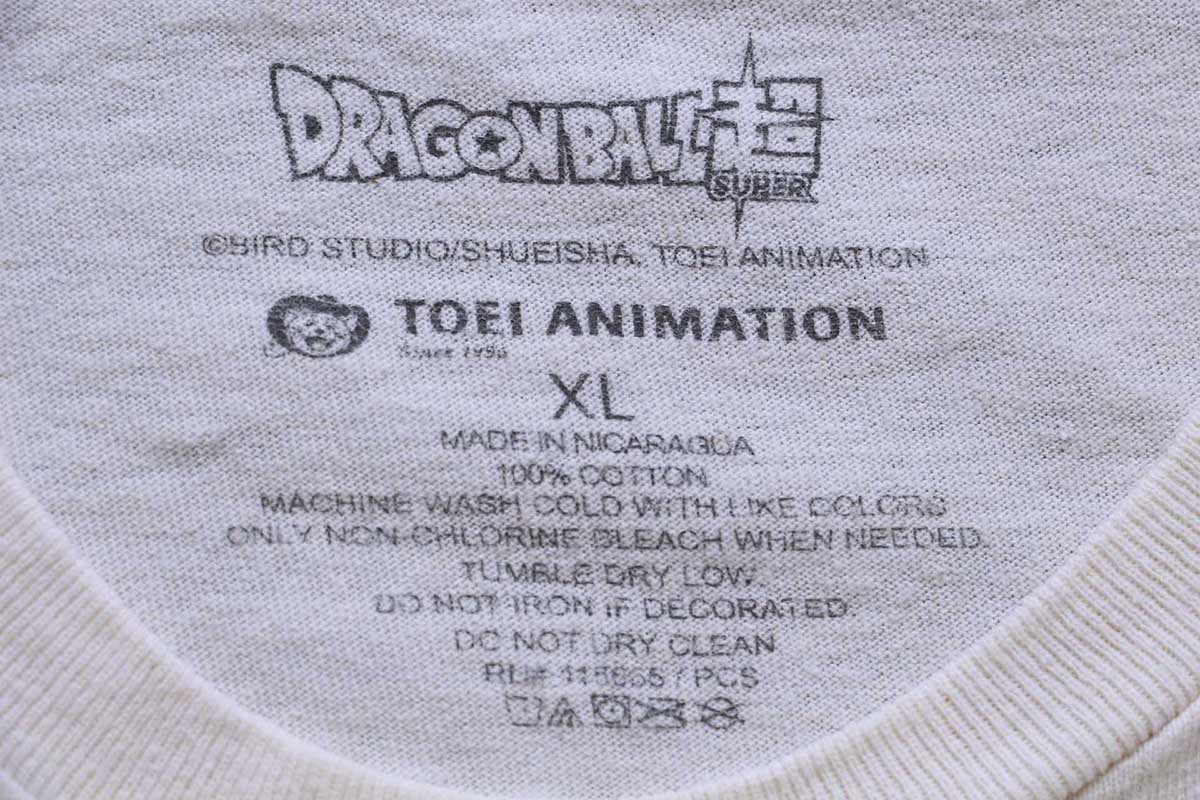 DRAGONBALL超
SUPER
©BIRD STUDIO/SHUEISHA, TOEI ANIMATION
TOEI ANIMATION
Since 1956
XL
MADE IN NICARAGUA
100% COTTON
MACHINE WASH COLD WITH LIKE COLORS
ONLY NON-CHLORINE BLEACH WHEN NEEDED.
TUMBLE DRY LOW.
DO NOT IRON IF DECORATED.
DO NOT DRY CLEAN
/ PCS